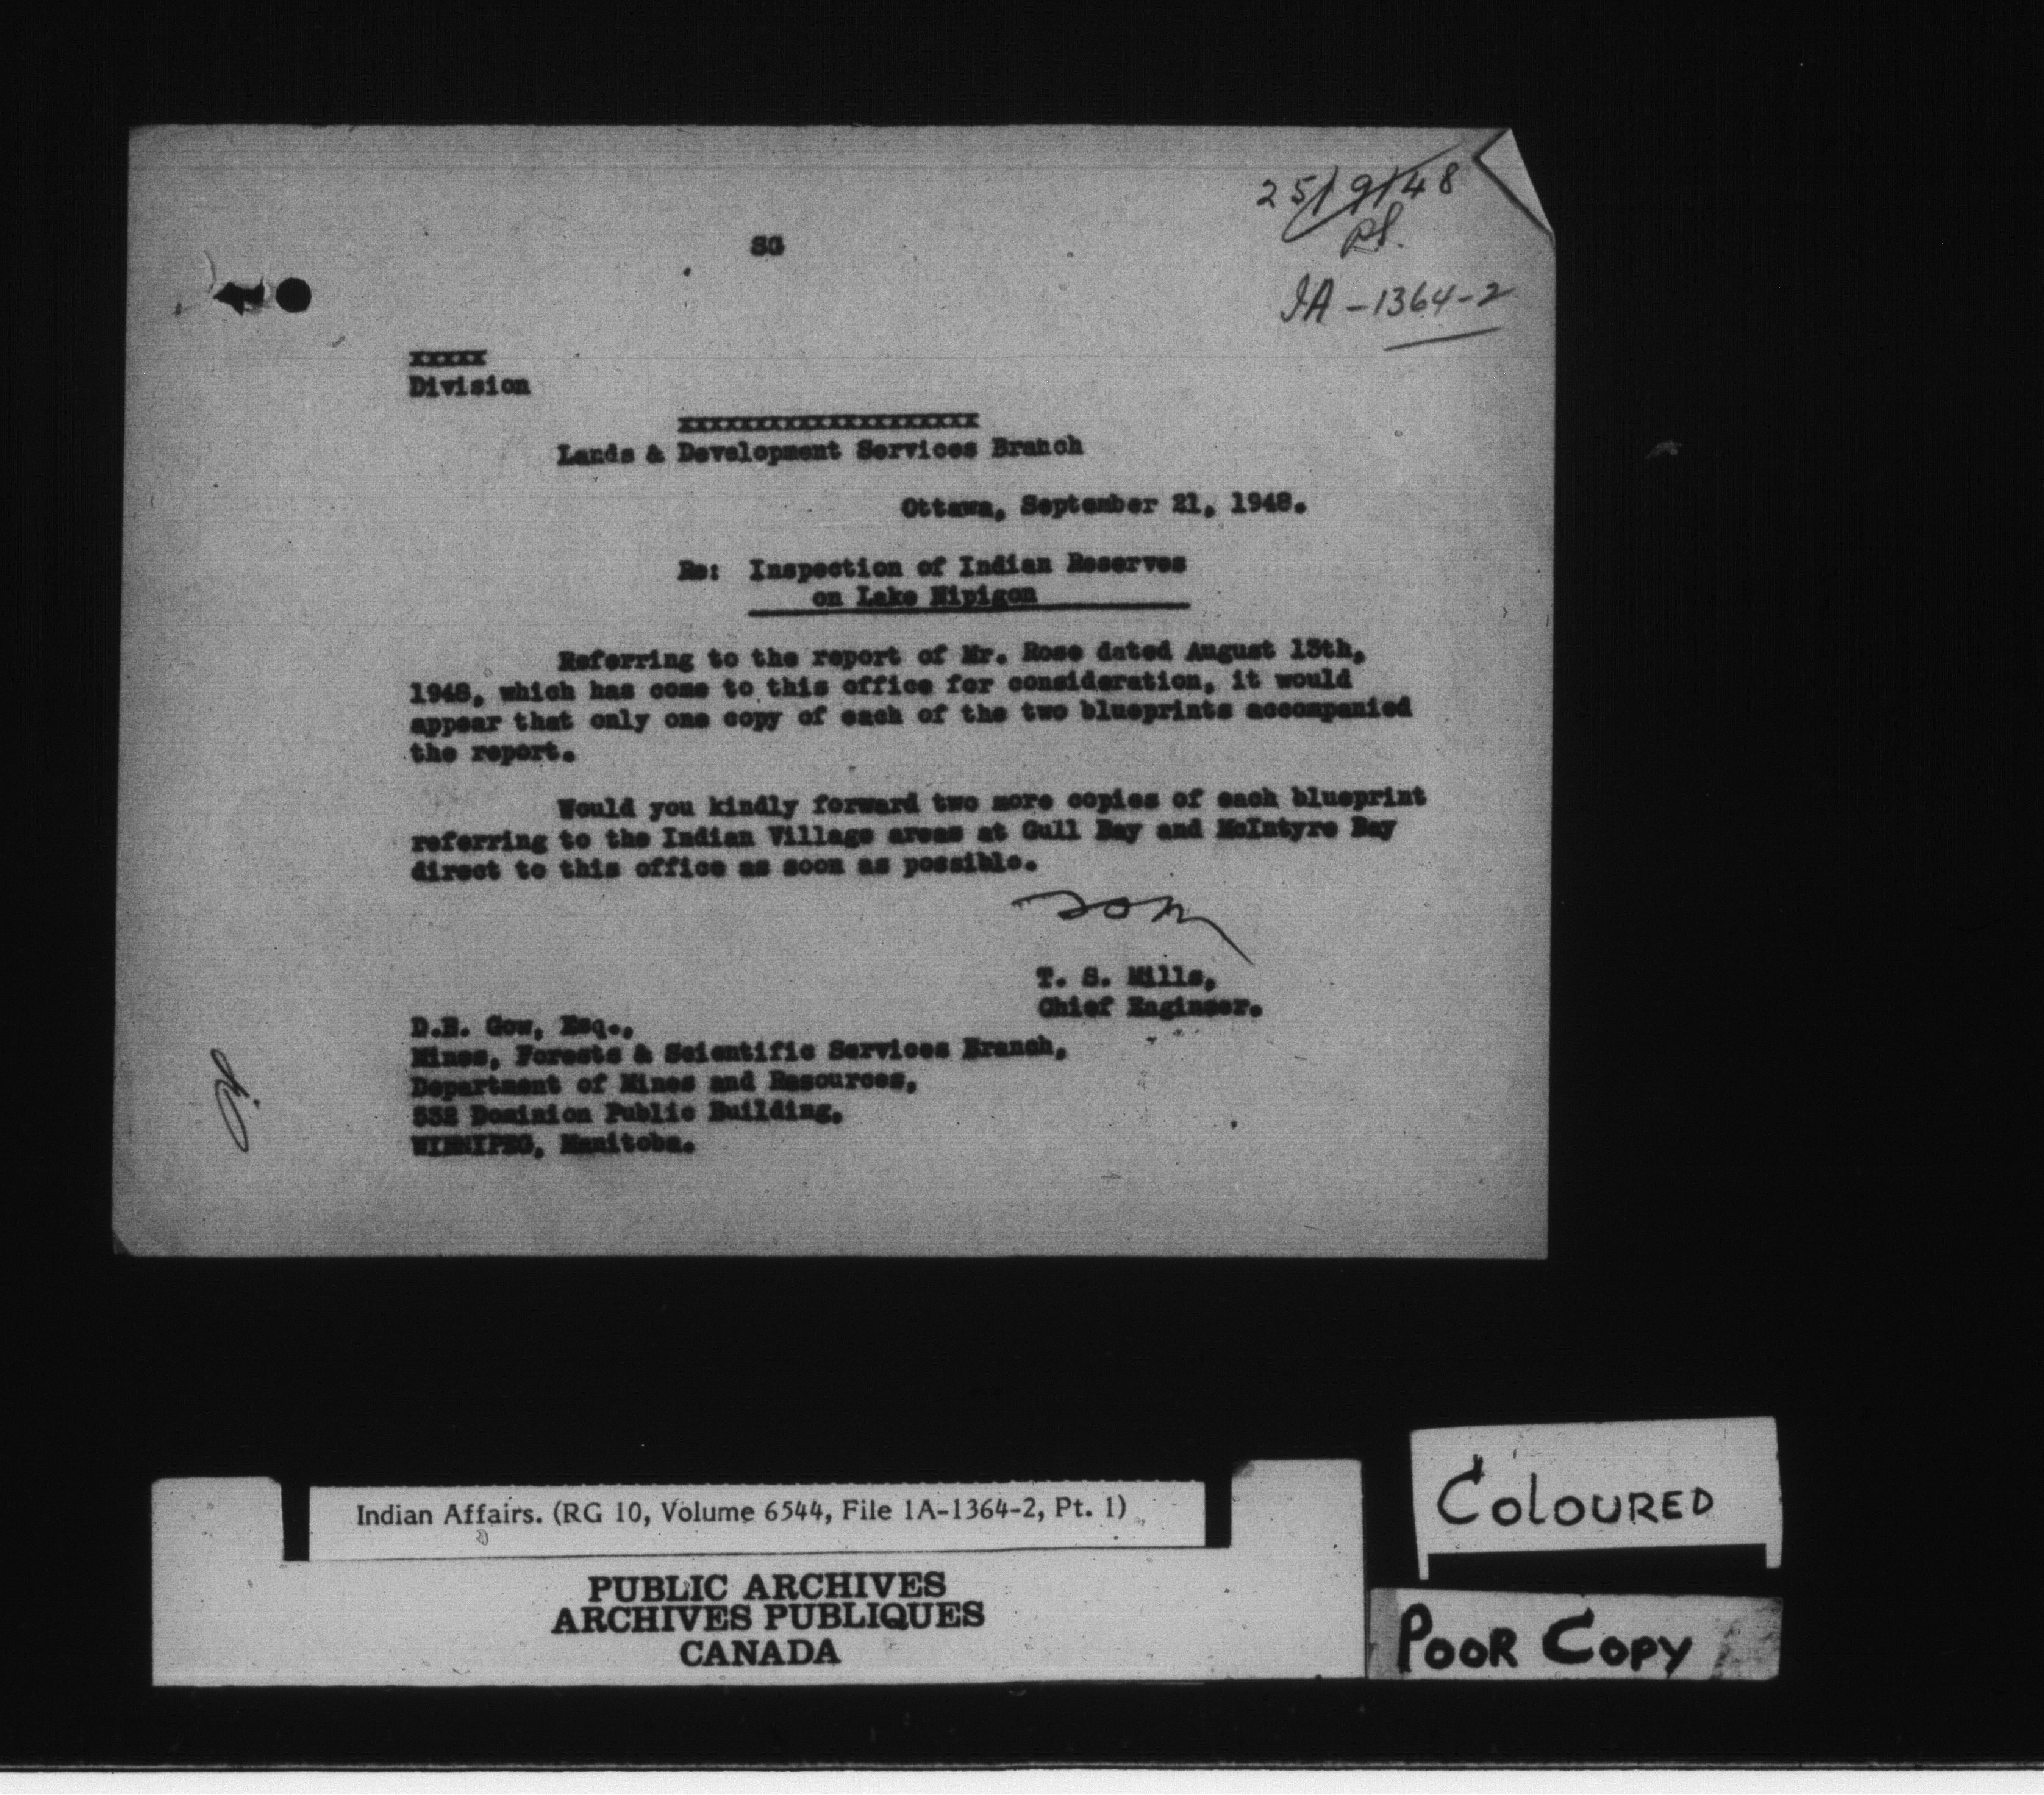 25/9/48
SG
IA-1364-2
xxxxx
Division
xxxxxxxxxxxxxxxxxxxxx
Lands & Development Services Branch
Ottawa, September 21, 1948.
Re: Inspection of Indian Reserves
on Lake Nipigon
Referring to the report of Mr. Rose dated August 13th,
1948, which has come to this office for consideration, it would
appear that only one copy of each of the two blueprints accompanied
the report.
Would you kindly forward two more copies of each blueprint
referring to the Indian Village areas at Gull Bay and McIntyre Bay
direct to this office as soon as possible.
T. S. Mills,
Chief Engineer.
Gow, Esq.,
Mines, Forests & Scientific Services Branch,
Department of Mines and Resources,
Dominion Public Building,
WINNIPEG, Manitoba.
Indian Affairs. (RG 10, Volume 6544, File 1A-1364-2, Pt. 1)
PUBLIC ARCHIVES
ARCHIVES PUBLIQUES
CANADA
COLOURED
POOR COPY